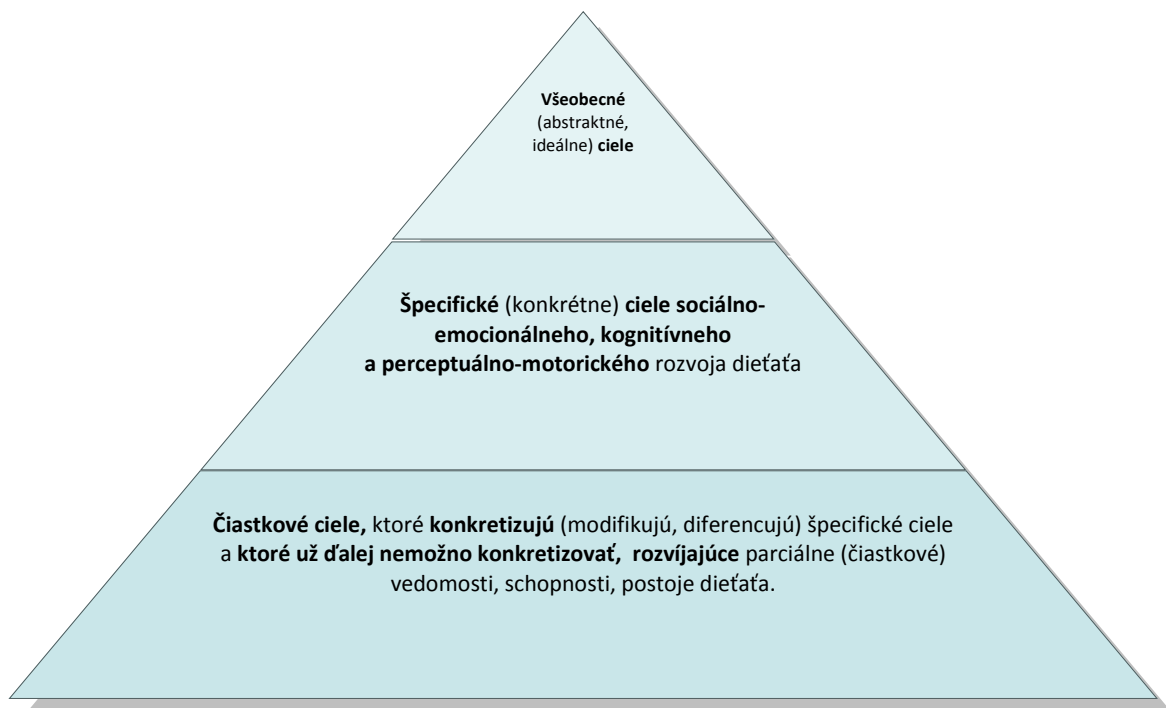 Všeobecné
(abstraktné,
ideálne) ciele
Špecifické (konkrétne) ciele sociálno-
emocionálneho, kognitívneho
a perceptuálno-motorického rozvoja dieťaťa
Čiastkové ciele, ktoré konkretizujú (modifikujú, diferencujú) špecifické ciele
a ktoré už ďalej nemožno konkretizovať, rozvíjajúce parciálne (čiastkové)
vedomosti, schopnosti, postoje dieťaťa.